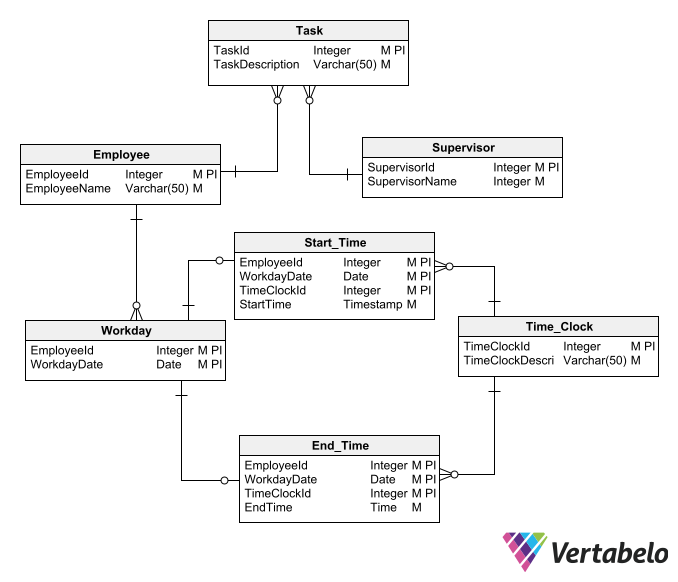 Task
TaskId Integer M PI
TaskDescription Varchar(50) M
Employee
EmployeeId Integer M PI
EmployeeName Varchar(50) M
Supervisor
SupervisorId Integer M PI
SupervisorName Integer M
Start_Time
EmployeeId Integer M PI
WorkdayDate Date M PI
TimeClockId Integer M PI
StartTime Timestamp M
Workday
EmployeeId Integer M PI
WorkdayDate Date M PI
Time_Clock
TimeClockId Integer M PI
TimeClockDescri Varchar(50) M
End_Time
EmployeeId Integer M PI
WorkdayDate Date M PI
TimeClockId Integer M PI
EndTime Time M
Vertabelo